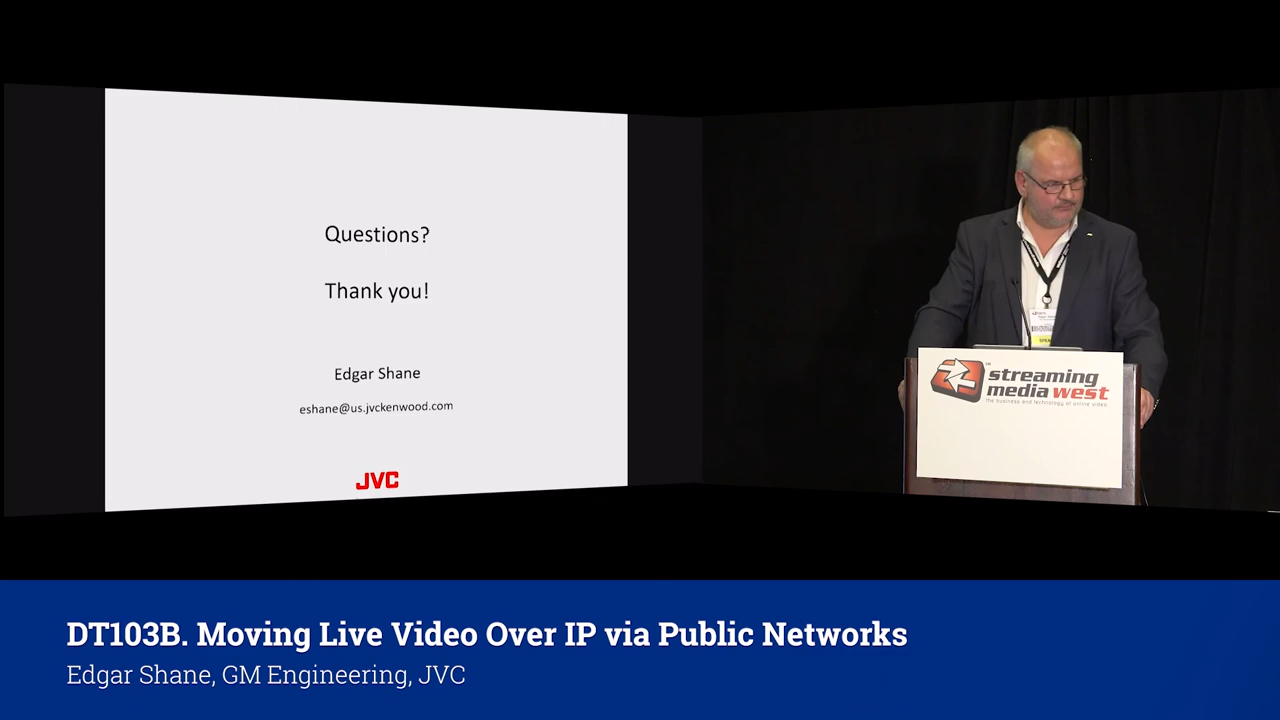 Questions?
Thank you!
Edgar Shane
eshane@us.jvckenwood.com
JVC
streaming
media west
the business and technology of online video
DT103B. Moving Live Video Over IP via Public Networks
Edgar Shane, GM Engineering, JVC